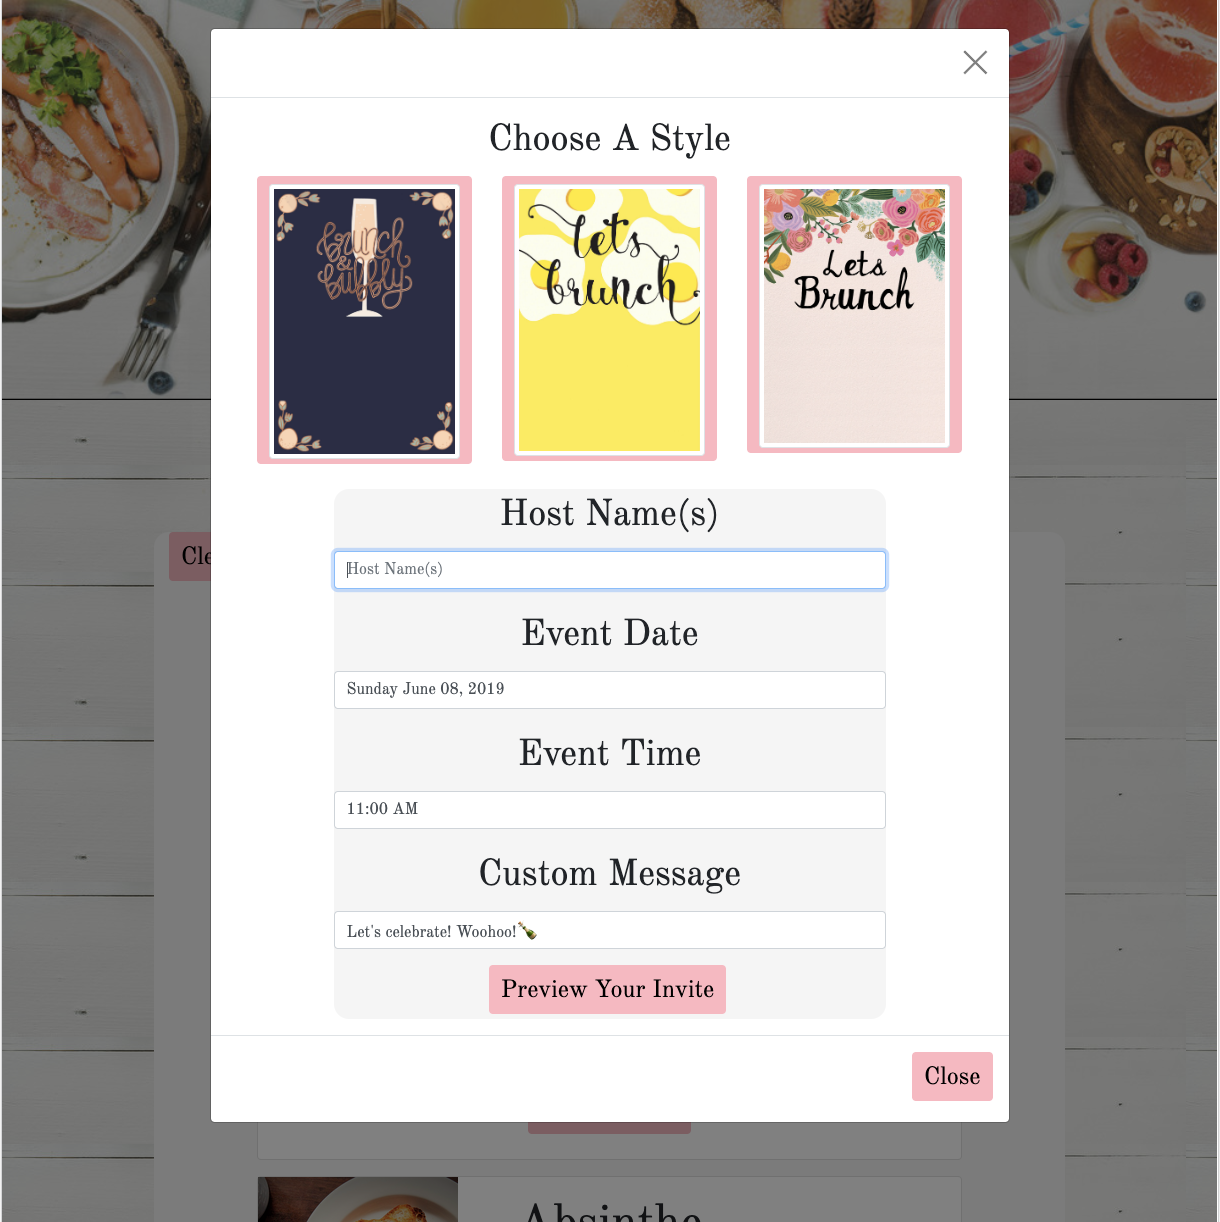 Choose A Style
brunch
&
bubbly
lets
brunch
Lets
Brunch
Host Name(s)
Host Name(s)
Event Date
Sunday June 08, 2019
Event Time
11:00 AM
Custom Message
Let's celebrate! Woohoo!🍾
Preview Your Invite
Close
Cle
Absinthe